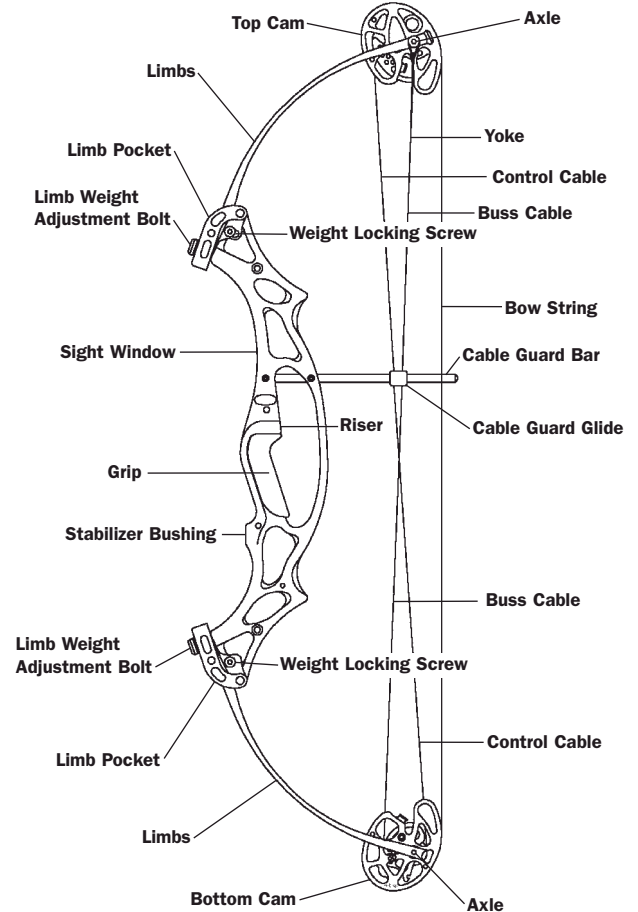 Top Cam
Axle
Limbs
Yoke
Limb Pocket
Control Cable
Limb Weight
Adjustment Bolt
Buss Cable
Weight Locking Screw
Bow String
Sight Window
Cable Guard Bar
Riser
Cable Guard Glide
Grip
Stabilizer Bushing
Buss Cable
Limb Weight
Adjustment Bolt
Weight Locking Screw
Control Cable
Limb Pocket
Limbs
Bottom Cam
Axle